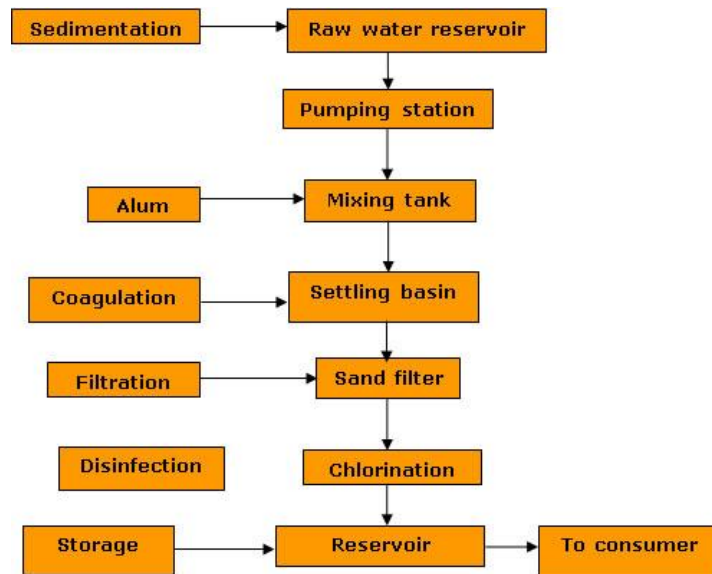 Sedimentation
Raw water reservoir
Pumping station
Alum
Mixing tank
Coagulation
Settling basin
Filtration
Sand filter
Disinfection
Chlorination
Storage
Reservoir
To consumer